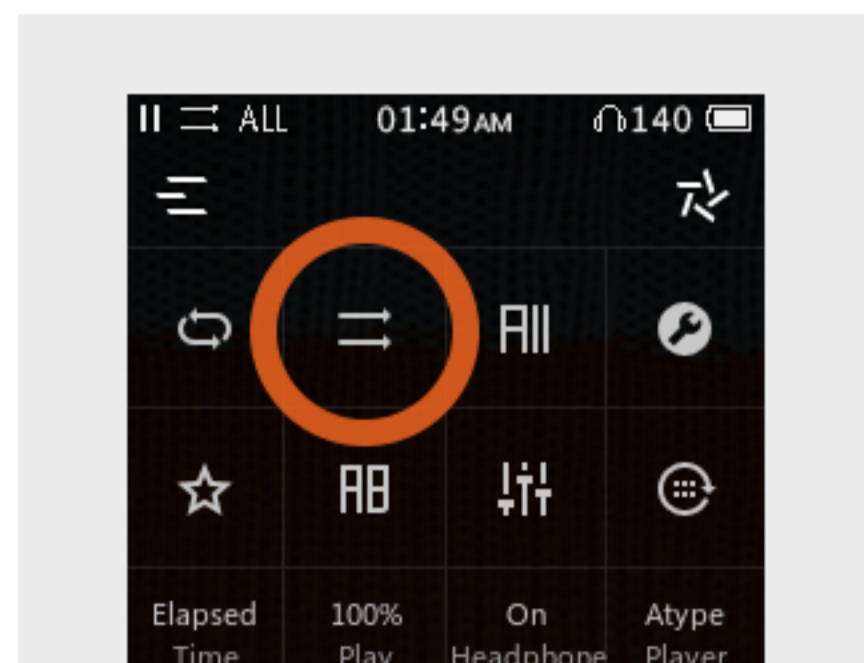 ALL 01:49AM 140
All
AB
Elapsed 100% On Atype
Time Play Headphone Player